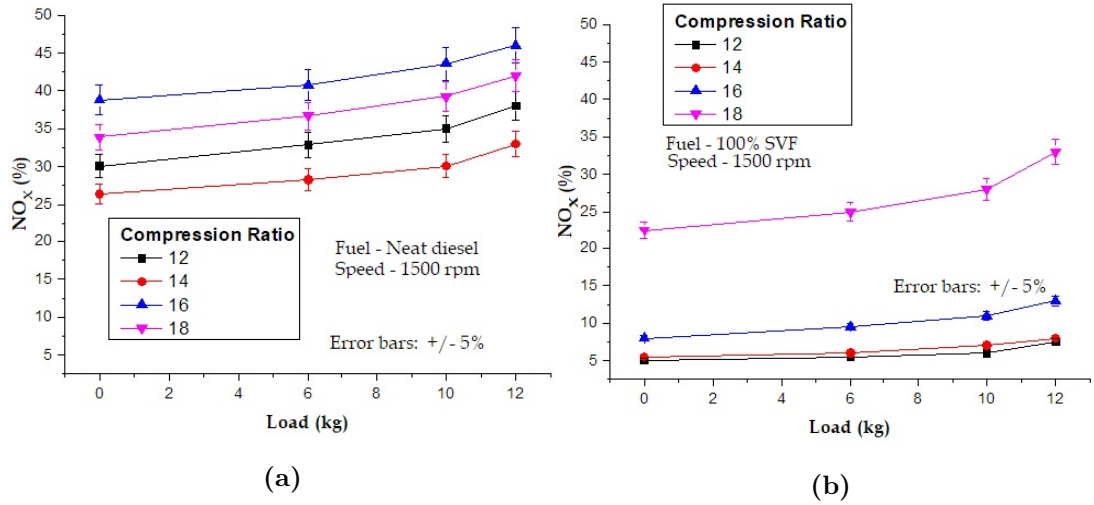 50
45
40
35
30
25
20
15
10
5
NOX (%)
Compression Ratio
12
14
16
18
Fuel - Neat diesel
Speed - 1500 rpm
Error bars: +/- 5%
0 2 4 6 8 10 12
Load (kg)
(a)
50
45
40
35
30
25
20
15
10
5
NOX (%)
Compression Ratio
12
14
16
18
Fuel - 100% SVF
Speed - 1500 rpm
Error bars: +/- 5%
0 2 4 6 8 10 12
Load (kg)
(b)